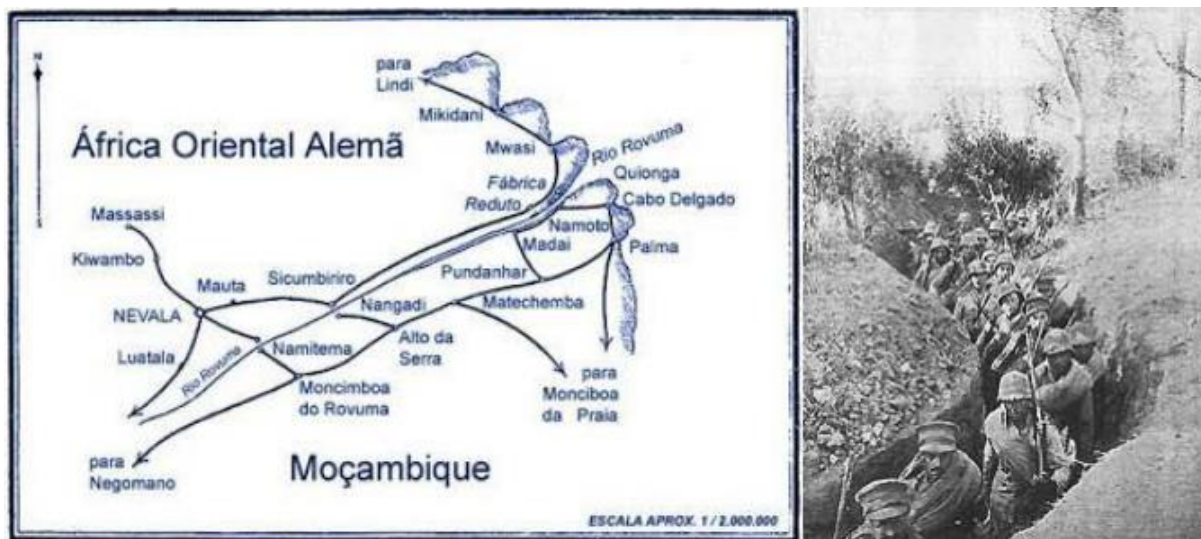 N
para
Lindi
Mikidani
África Oriental Alemã
Mwasi
Rio Rovuma
Fábrica
Quionga
Reduto
Cabo Delgado
Massassi
Namoto
Madai
Palma
Kiwambo
Sicumbiriro
Pundanhar
Mauta
Nangadi
Matechemba
NEVALA
Alto da
Serra
Luatala
Rio Rovuma
Namitema
para
Monciboa
da Praia
Moncimboa
do Rovuma
para
Negomano
Moçambique
ESCALA APROX. 1 / 2.000.000